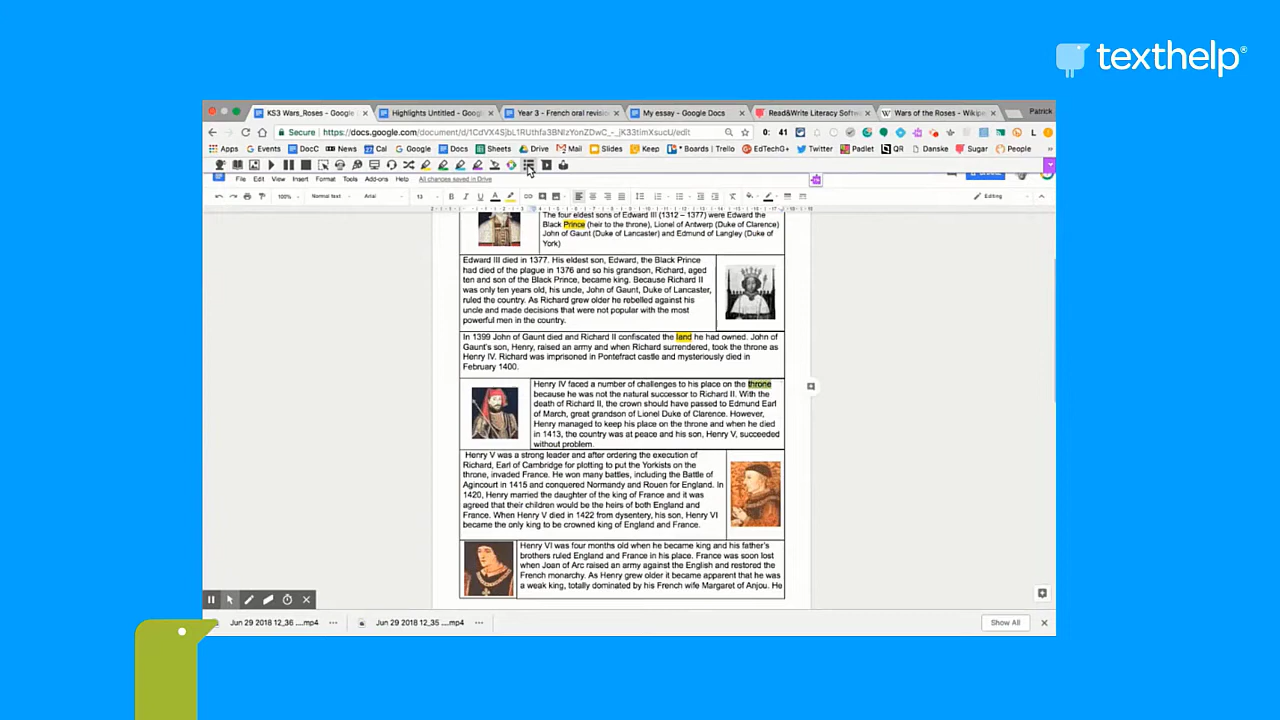 texthelp®
KS3 Wars_Roses - Google
Highlights Untitled - Goog
Year 3 - French oral revisio
My essay - Google Docs
Read&Write Literacy Softw
Wars of the Roses - Wikipe
Patrick
Secure
0: 41
Apps
Events
DocC
News
Cal
Google
Docs
Sheets
Drive
Mail
Slides
Keep
* Boards | Trello
EdTechG+
Twitter
Padlet
QR
Danske
Sugar
People
File Edit View Insert Format Tools Add-ons Help All changes saved in Drive
100% Normal text Arial 13 Editing
The four eldest sons of Edward III (1312 – 1377) were Edward the
Black Prince (heir to the throne), Lionel of Antwerp (Duke of Clarence)
John of Gaunt (Duke of Lancaster) and Edmund of Langley (Duke of
York)
Edward III died in 1377. His eldest son, Edward, the Black Prince
had died of the plague in 1376 and so his grandson, Richard, aged
ten and son of the Black Prince, became king. Because Richard II
was only ten years old, his uncle, John of Gaunt, Duke of Lancaster,
ruled the country. As Richard grew older he rebelled against his
uncle and made decisions that were not popular with the most
powerful men in the country.
In 1399 John of Gaunt died and Richard II confiscated the land he had owned. John of
Gaunt's son, Henry, raised an army and when Richard surrendered, took the throne as
Henry IV. Richard was imprisoned in Pontefract castle and mysteriously died in
February 1400.
Henry IV faced a number of challenges to his place on the throne
because he was not the natural successor to Richard II. With the
death of Richard II, the crown should have passed to Edmund Earl
of March, great grandson of Lionel Duke of Clarence. However,
Henry managed to keep his place on the throne and when he died
in 1413, the country was at peace and his son, Henry V, succeeded
without problem.
Henry V was a strong leader and after ordering the execution of
Richard, Earl of Cambridge for plotting to put the Yorkists on the
throne, invaded France. He won many battles, including the Battle of
Agincourt in 1415 and conquered Normandy and Rouen for England. In
1420, Henry married the daughter of the king of France and it was
agreed that their children would be the heirs of both England and
France. When Henry V died in 1422 from dysentery, his son, Henry VI
became the only king to be crowned king of England and France.
Henry VI was four months old when he became king and his father's
brothers ruled England and France in his place. France was soon lost
when Joan of Arc raised an army against the English and restored the
French monarchy. As Henry grew older it became apparent that he was
a weak king, totally dominated by his French wife Margaret of Anjou. He
Jun 29 2018 12_36 ....mp4
Jun 29 2018 12_35 ....mp4
Show All